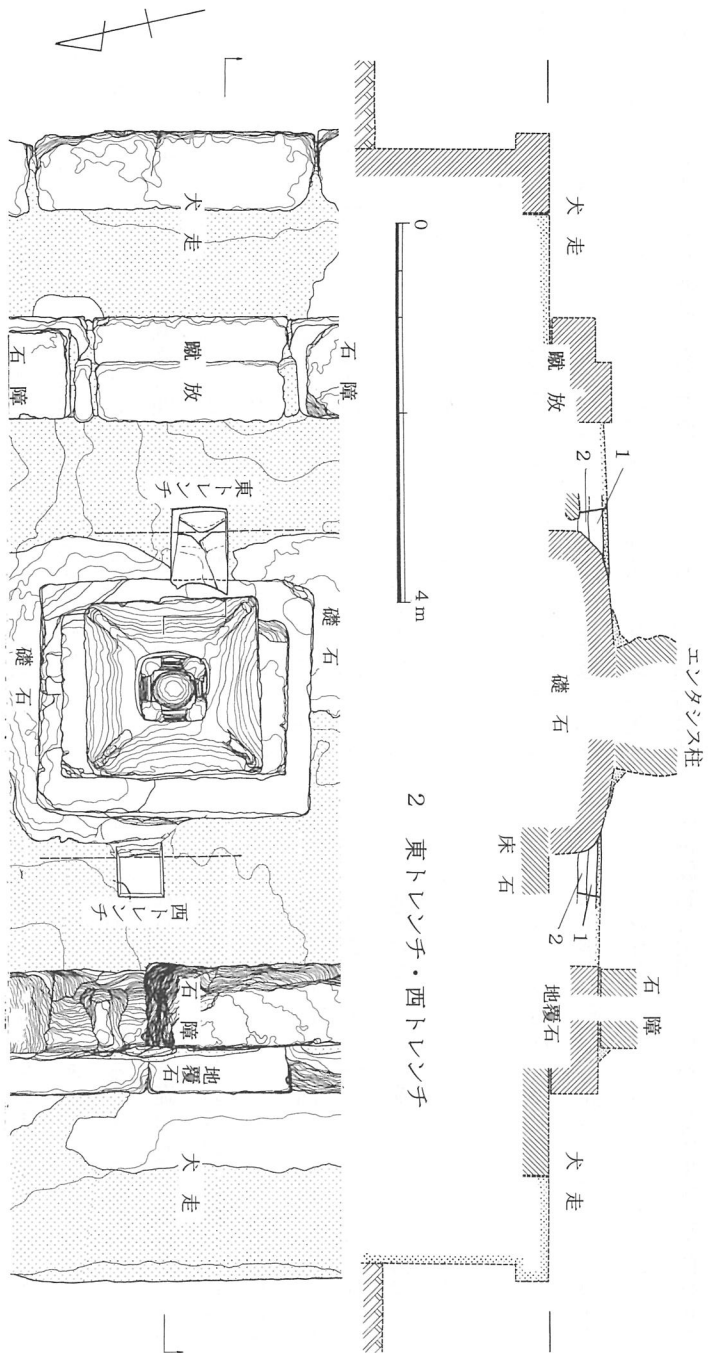 エンタシス柱
犬走
蹴放
1
2
礎石
床石
1
2
石障
地覆石
犬走
0
4m
2 東トレンチ・西トレンチ
犬走
石障
蹴放
石障
東トレンチ
礎石
礎石
西トレンチ
石障
地覆石
犬走